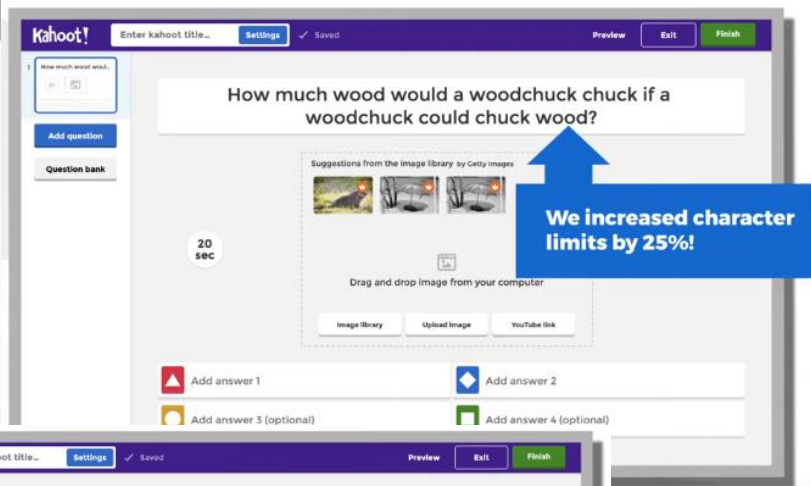 Kahoot!
Enter kahoot title...
Settings
✓ Saved
Preview
Exit
Finish
1
How much wood woul...
Add question
Question bank
How much wood would a woodchuck chuck if a
woodchuck could chuck wood?
Suggestions from the image library by Getty Images
20
sec
Drag and drop image from your computer
Image library
Upload image
YouTube link
We increased character
limits by 25%!
Add answer 1
Add answer 2
Add answer 3 (optional)
Add answer 4 (optional)
oot title...
Settings
✓ Saved
Preview
Exit
Finish